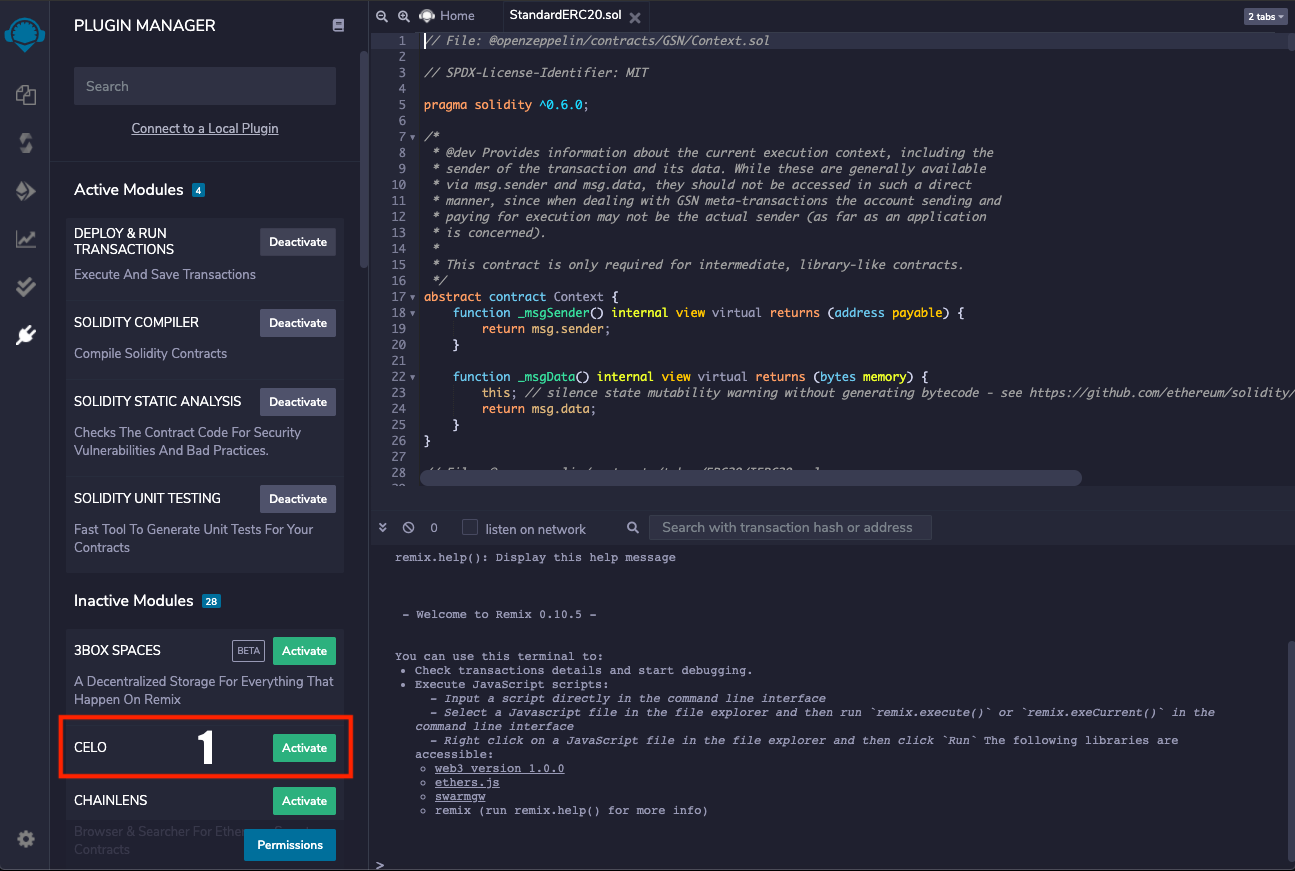 PLUGIN MANAGER
Search
Connect to a Local Plugin
Active Modules 4
DEPLOY & RUN
TRANSACTIONS
Deactivate
Execute And Save Transactions
SOLIDITY COMPILER
Deactivate
Compile Solidity Contracts
SOLIDITY STATIC ANALYSIS
Deactivate
Checks The Contract Code For Security
Vulnerabilities And Bad Practices.
SOLIDITY UNIT TESTING
Deactivate
Fast Tool To Generate Unit Tests For Your
Contracts
Inactive Modules 28
3BOX SPACES
BETA
Activate
A Decentralized Storage For Everything That
Happen On Remix
CELO
1
Activate
CHAINLENS
Activate
Browser & Searcher For
Contracts
Permissions
Home
StandardERC20.sol
2 tabs
1 // File: @openzeppelin/contracts/GSN/Context.sol
2
3 // SPDX-License-Identifier: MIT
4
5 pragma solidity ^0.6.0;
6
7 /*
8 * @dev Provides information about the current execution context, including the
9 * sender of the transaction and its data. While these are generally available
10 * via msg.sender and msg.data, they should not be accessed in such a direct
11 * manner, since when dealing with GSN meta-transactions the account sending and
12 * paying for execution may not be the actual sender (as far as an application
13 * is concerned).
14 *
15 * This contract is only required for intermediate, library-like contracts.
16 */
17 abstract contract Context {
18 function _msgSender() internal view virtual returns (address payable) {
19 return msg.sender;
20 }
21
22 function _msgData() internal view virtual returns (bytes memory) {
23 this; // silence state mutability warning without generating bytecode - see https://github.com/ethereum/solidity/
24 return msg.data;
25 }
26 }
27
28
0
listen on network
Search with transaction hash or address
remix.help(): Display this help message
- Welcome to Remix 0.10.5 -
You can use this terminal to:
• Check transactions details and start debugging.
• Execute JavaScript scripts:
- Input a script directly in the command line interface
- Select a Javascript file in the file explorer and then run `remix.execute()` or `remix.exeCurrent()` in the
command line interface
- Right click on a JavaScript file in the file explorer and then click `Run` The following libraries are
accessible:
○ web3 version 1.0.0
○ ethers.js
○ swarmgw
○ remix (run remix.help() for more info)
>